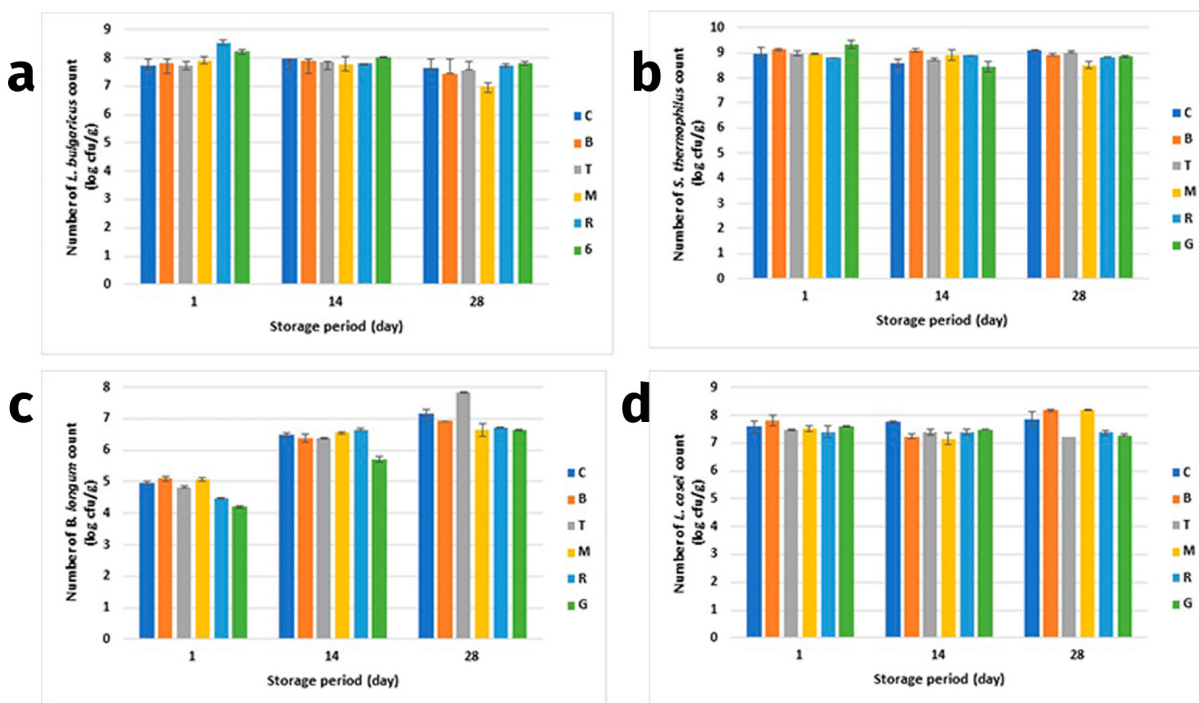 a
Number of L. bulgaricus count
(log cfu/g)
9
8
7
6
5
4
3
2
1
0
1 14 28
Storage period (day)
C
B
T
M
R
6
b
Number of S. thermophilus count
(log cfu/g)
10
9
8
7
6
5
4
3
2
1
0
1 14 28
Storage period (day)
C
B
T
M
R
G
c
Number of B. longum count
(log cfu/g)
8
7
6
5
4
3
2
1
0
1 14 28
Storage period (day)
C
B
T
M
R
G
d
Number of L. casei count
(log cfu/g)
9
8
7
6
5
4
3
2
1
0
1 14 28
Storage period (day)
C
B
T
M
R
G